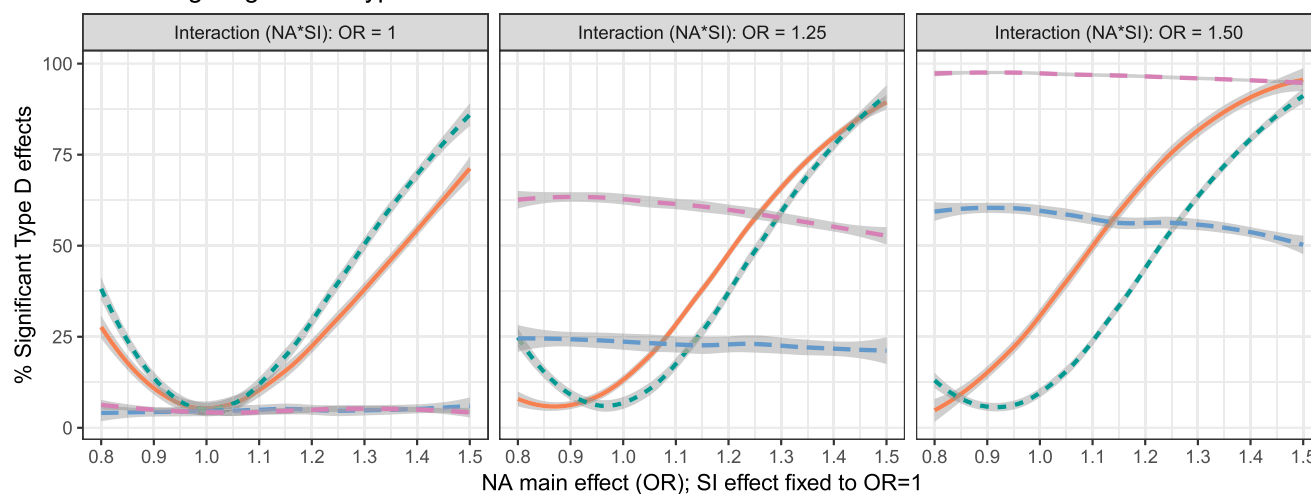 Interaction (NA*SI): OR = 1
Interaction (NA*SI): OR = 1.25
Interaction (NA*SI): OR = 1.50
% Significant Type D effects
100
75
50
25
0
0.8 0.9 1.0 1.1 1.2 1.3 1.4 1.5
0.8 0.9 1.0 1.1 1.2 1.3 1.4 1.5
0.8 0.9 1.0 1.1 1.2 1.3 1.4
NA main effect (OR); SI effect fixed to OR=1